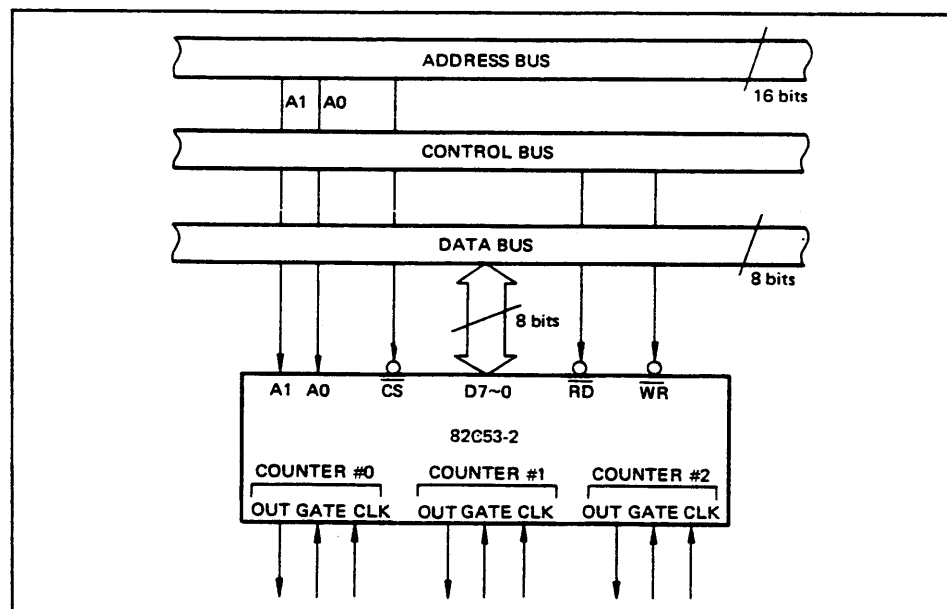 ADDRESS BUS
16 bits
A1 A0
CONTROL BUS
DATA BUS
8 bits
8 bits
A1 A0 CS D7~0 RD WR
82C53-2
COUNTER #0 COUNTER #1 COUNTER #2
OUT GATE CLK OUT GATE CLK OUT GATE CLK